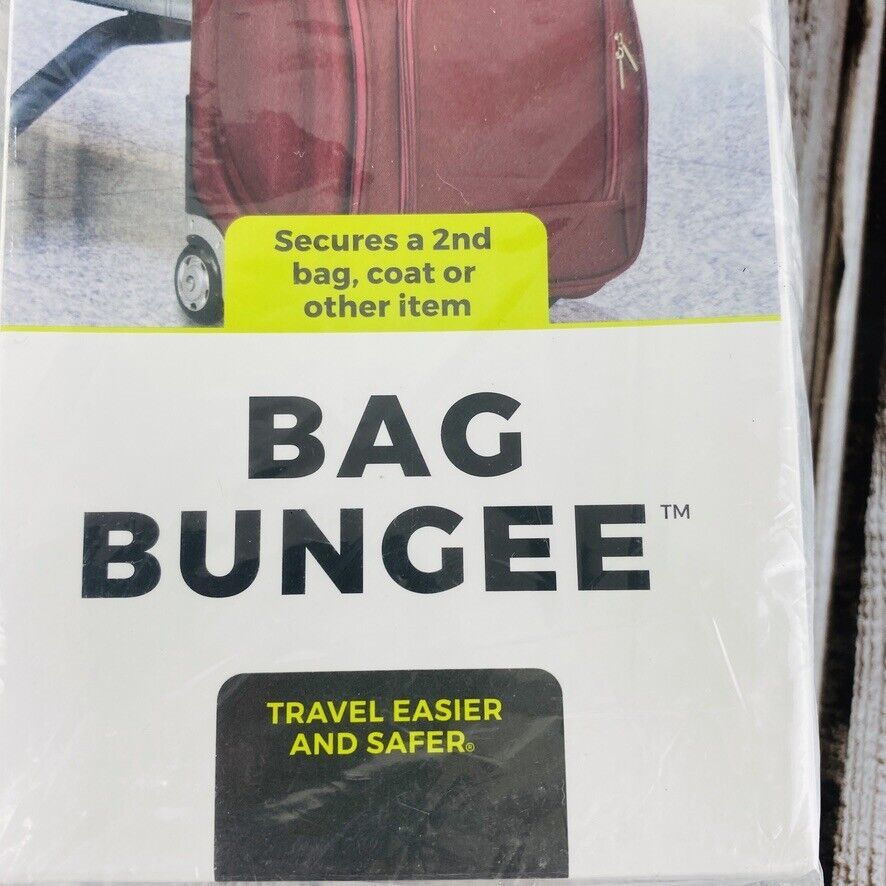 Secures a 2nd
bag, coat or
other item
BAG
BUNGEE™
TRAVEL EASIER
AND SAFER®